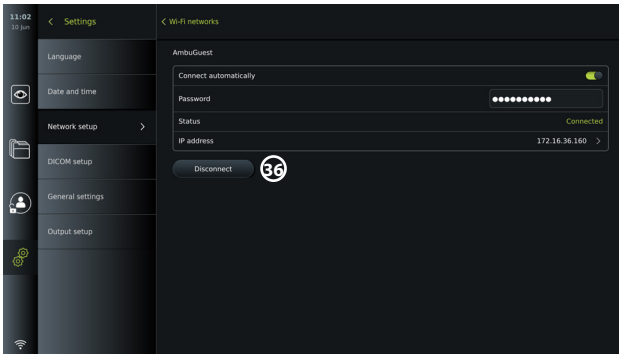 11:02
10 Jun
Settings
Wi-Fi networks
Language
Date and time
Network setup
DICOM setup
General settings
Output setup
AmbuGuest
Connect automatically
Password ●●●●●●●●●●
Status Connected
IP address 172.16.36.160
Disconnect
36